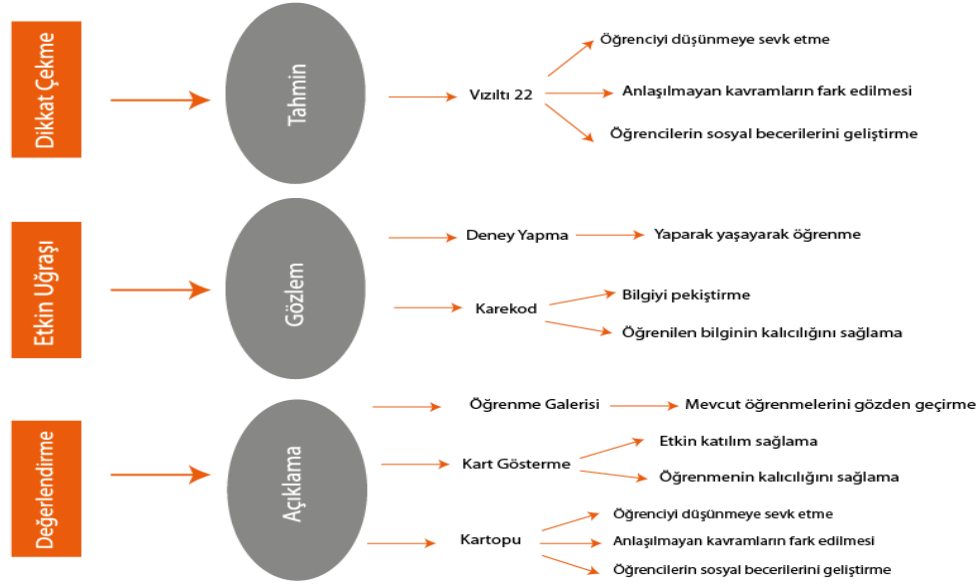 Dikkat Çekme
Tahmin
Vızıltı 22
Öğrenciyi düşünmeye sevk etme
Anlaşılmayan kavramların fark edilmesi
Öğrencilerin sosyal becerilerini geliştirme
Etkin Uğraşı
Gözlem
Deney Yapma
Yaparak yaşayarak öğrenme
Karekod
Bilgiyi pekiştirme
Öğrenilen bilginin kalıcılığını sağlama
Değerlendirme
Açıklama
Öğrenme Galerisi
Mevcut öğrenmelerini gözden geçirme
Kart Gösterme
Etkin katılım sağlama
Öğrenmenin kalıcılığını sağlama
Kartopu
Öğrenciyi düşünmeye sevk etme
Anlaşılmayan kavramların fark edilmesi
Öğrencilerin sosyal becerilerini geliştirme